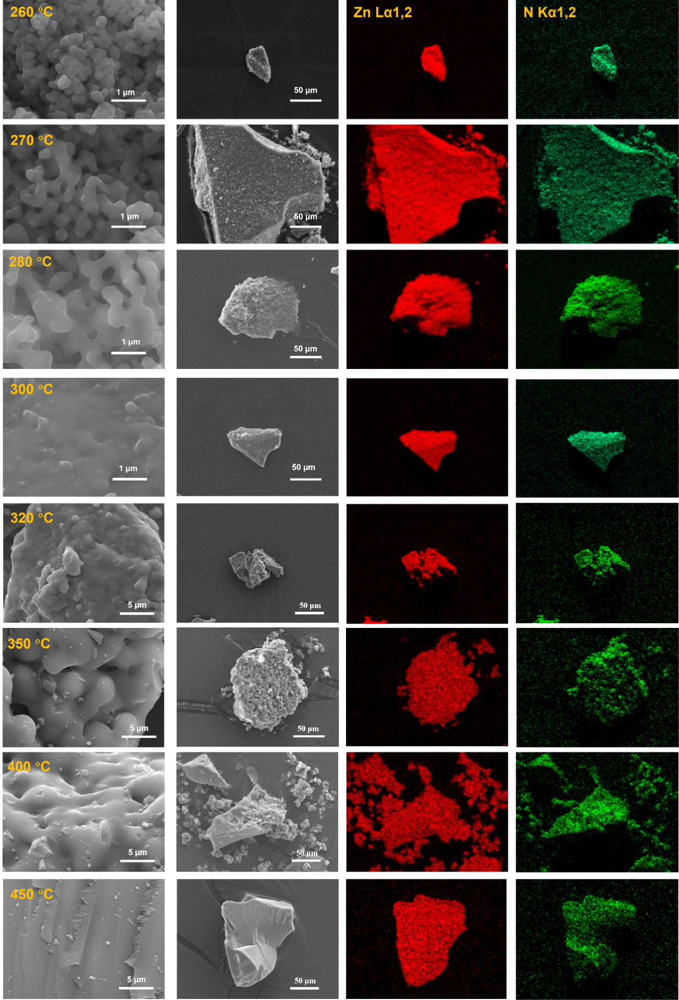 260 °C
Zn Lα1,2
N Kα1,2
1 µm
50 µm
270 °C
1 µm
50 µm
280 °C
1 µm
50 µm
300 °C
1 µm
50 µm
320 °C
5 µm
50 µm
350 °C
5 µm
50 µm
400 °C
5 µm
50 µm
450 °C
5 µm
50 µm